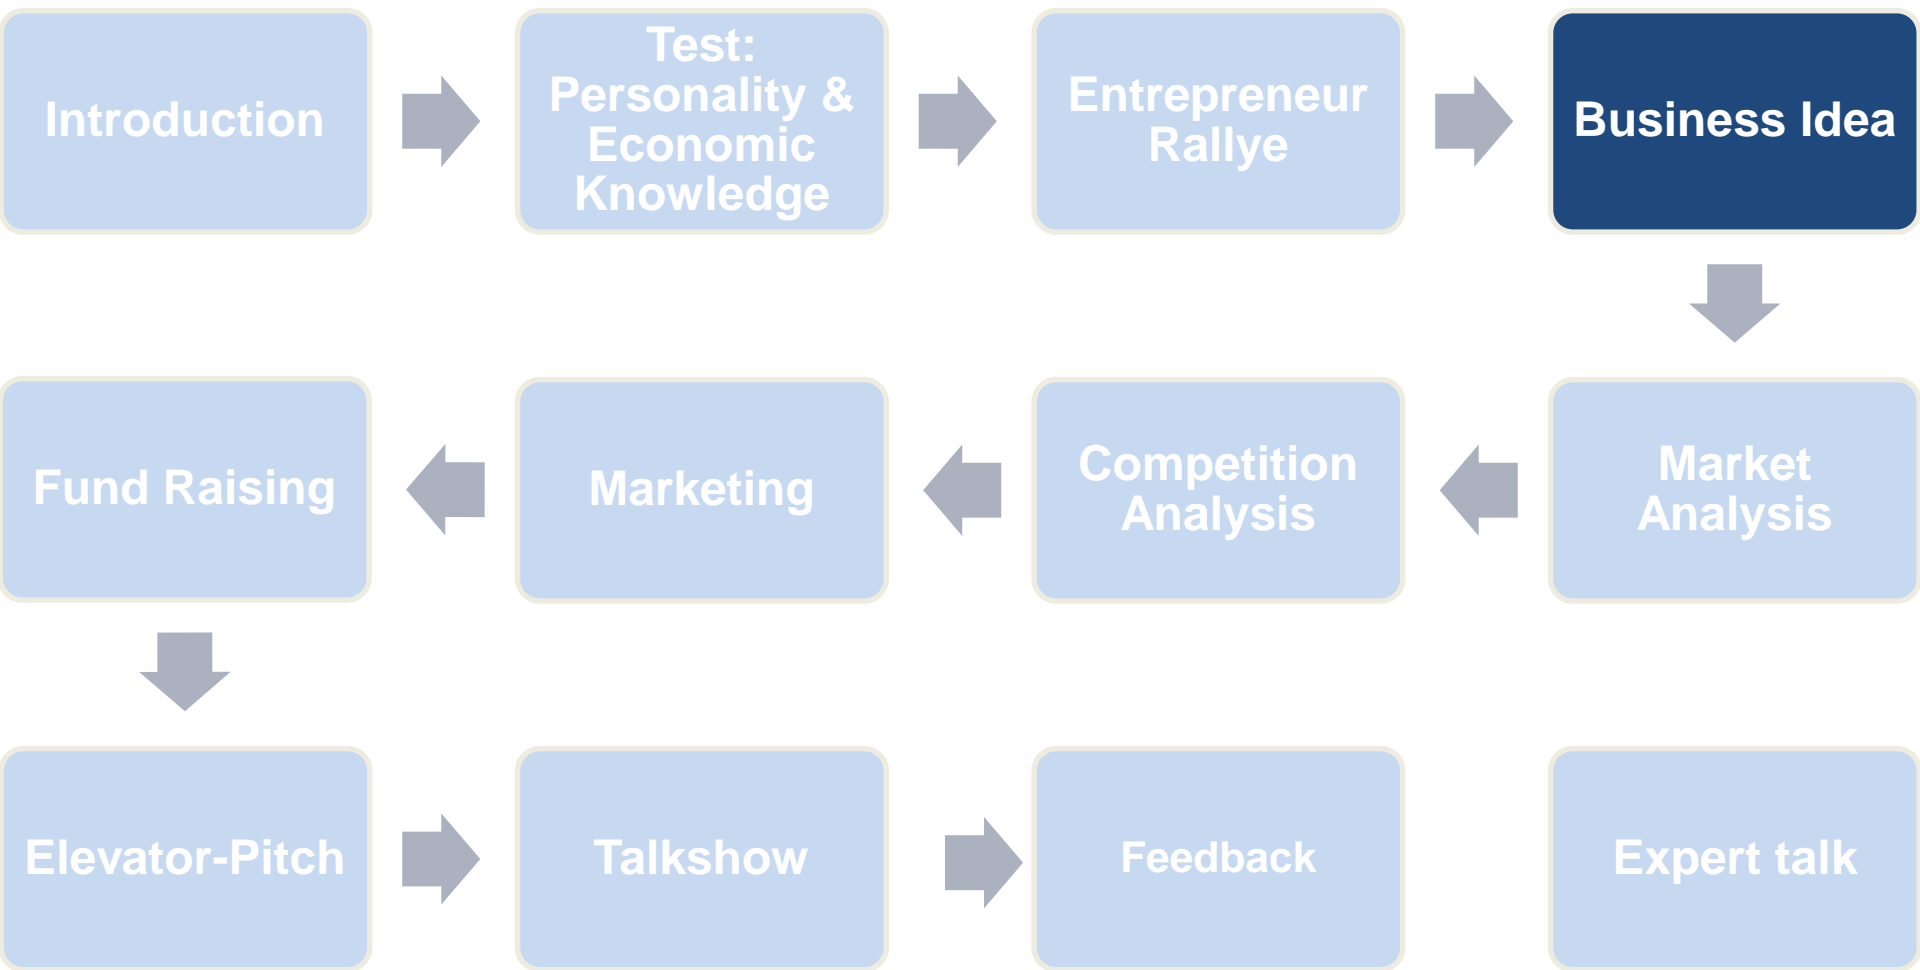 Introduction
Test:
Personality &
Economic
Knowledge
Entrepreneur
Rallye
Business Idea
Fund Raising
Marketing
Competition
Analysis
Market
Analysis
Elevator-Pitch
Talkshow
Feedback
Expert talk